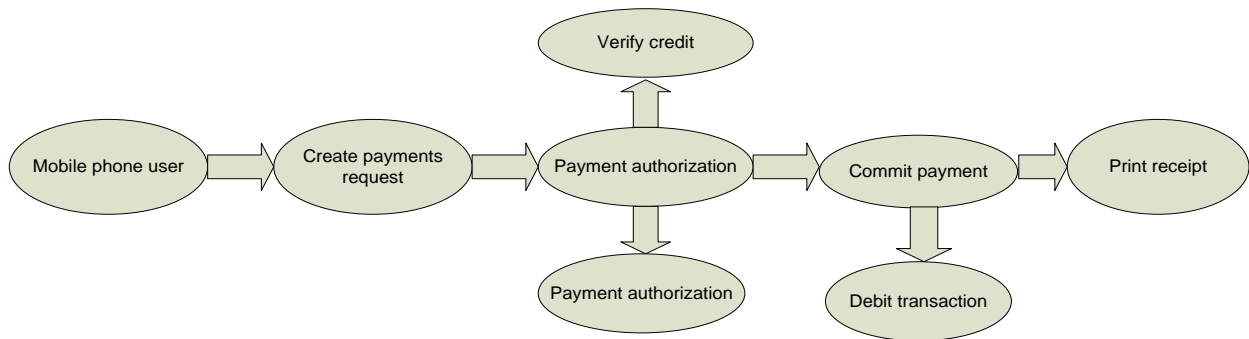 Verify credit
Mobile phone user
Create payments
request
Payment authorization
Commit payment
Print receipt
Payment authorization
Debit transaction